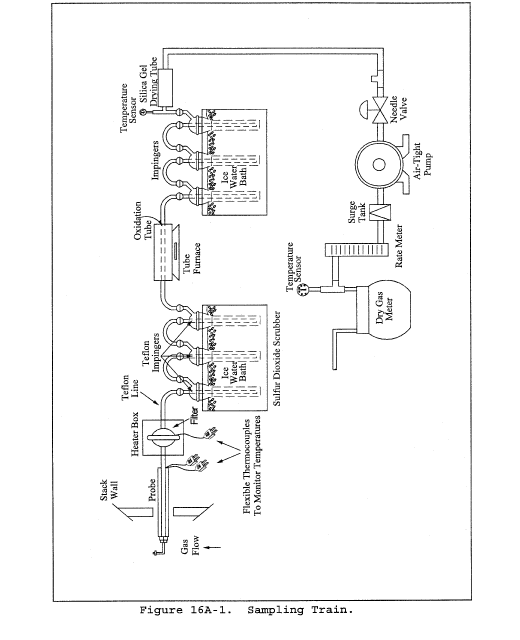 Temperature
Sensor
Silica Gel
Drying Tube
Impingers
Ice
Water
Bath
Oxidation
Tube
Tube
Furnace
Teflon
Impingers
Ice
Water
Bath
Sulfur Dioxide Scrubber
Teflon
Line
Heater Box
Filter
Flexible Thermocouples
To Monitor Temperatures
Stack
Wall
Probe
Gas
Flow
Needle
Valve
Air-Tight
Pump
Surge
Tank
Rate Meter
Temperature
Sensor
Dry Gas
Meter
Figure 16A-1. Sampling Train.